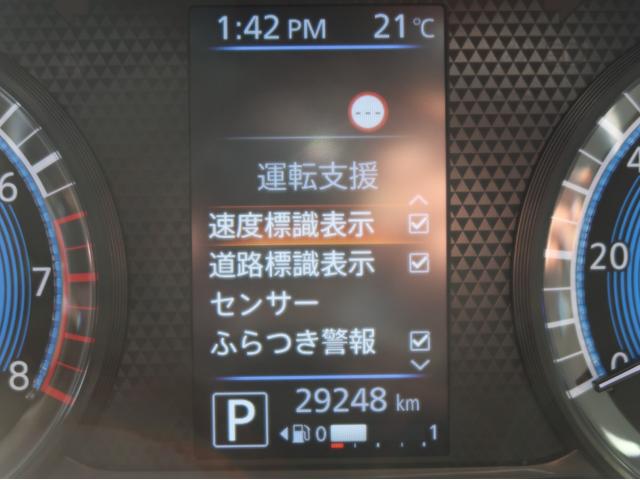 1:42 PM 21℃
---
運転支援
速度標識表示
道路標識表示
センサー
ふらつき警報
P 29248 km
0 1
6
7
8
4
20
0